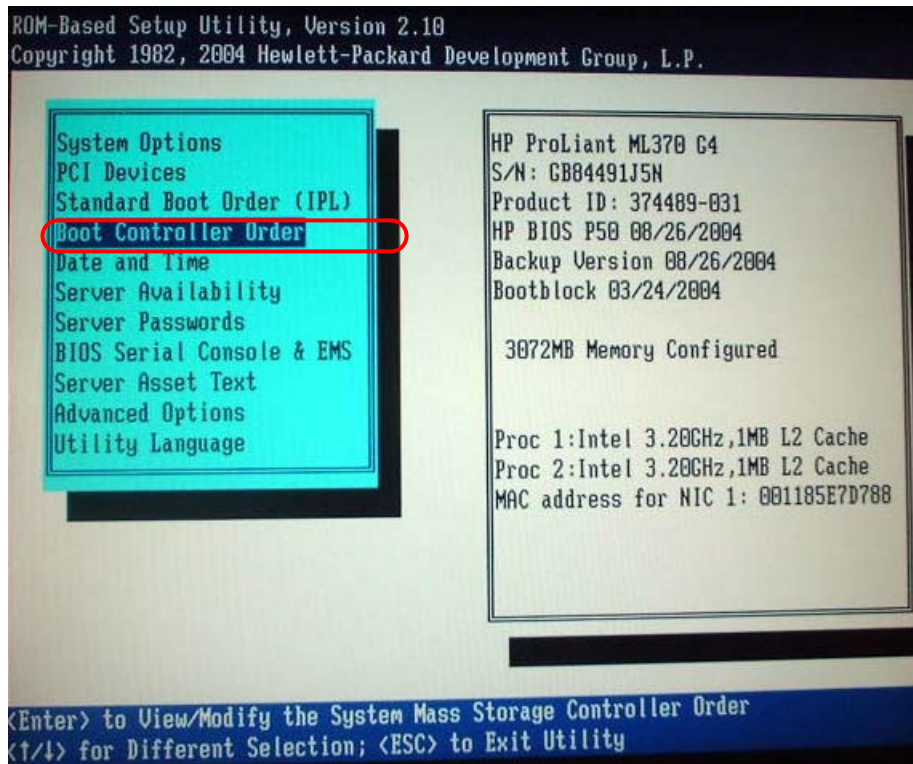 ROM-Based Setup Utility, Version 2.10
Copyright 1982, 2004 Hewlett-Packard Development Group, L.P.
System Options
PCI Devices
Standard Boot Order (IPL)
Boot Controller Order
Date and Time
Server Availability
Server Passwords
BIOS Serial Console & EMS
Server Asset Text
Advanced Options
Utility Language
HP ProLiant ML370 G4
S/N: GB84491J5N
Product ID: 374489-031
HP BIOS P50 08/26/2004
Backup Version 08/26/2004
Bootblock 03/24/2004
3072MB Memory Configured
Proc 1:Intel 3.20GHz,1MB L2 Cache
Proc 2:Intel 3.20GHz,1MB L2 Cache
MAC address for NIC 1: 001185E7D788
<Enter> to View/Modify the System Mass Storage Controller Order
<↑/↓> for Different Selection; <ESC> to Exit Utility